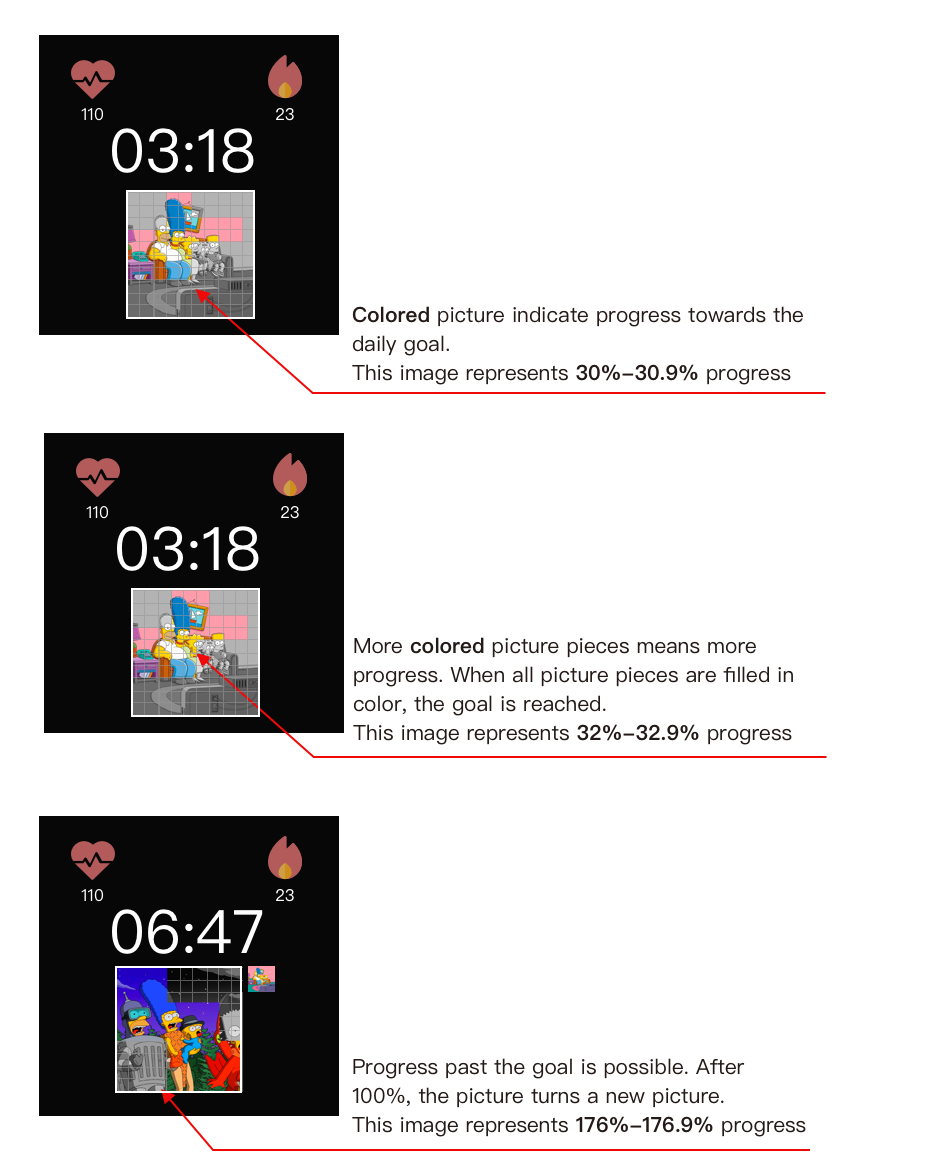 110
23
03:18
Colored picture indicate progress towards the
daily goal.
This image represents 30%–30.9% progress
110
23
03:18
More colored picture pieces means more
progress. When all picture pieces are filled in
color, the goal is reached.
This image represents 32%–32.9% progress
110
23
06:47
Progress past the goal is possible. After
100%, the picture turns a new picture.
This image represents 176%–176.9% progress